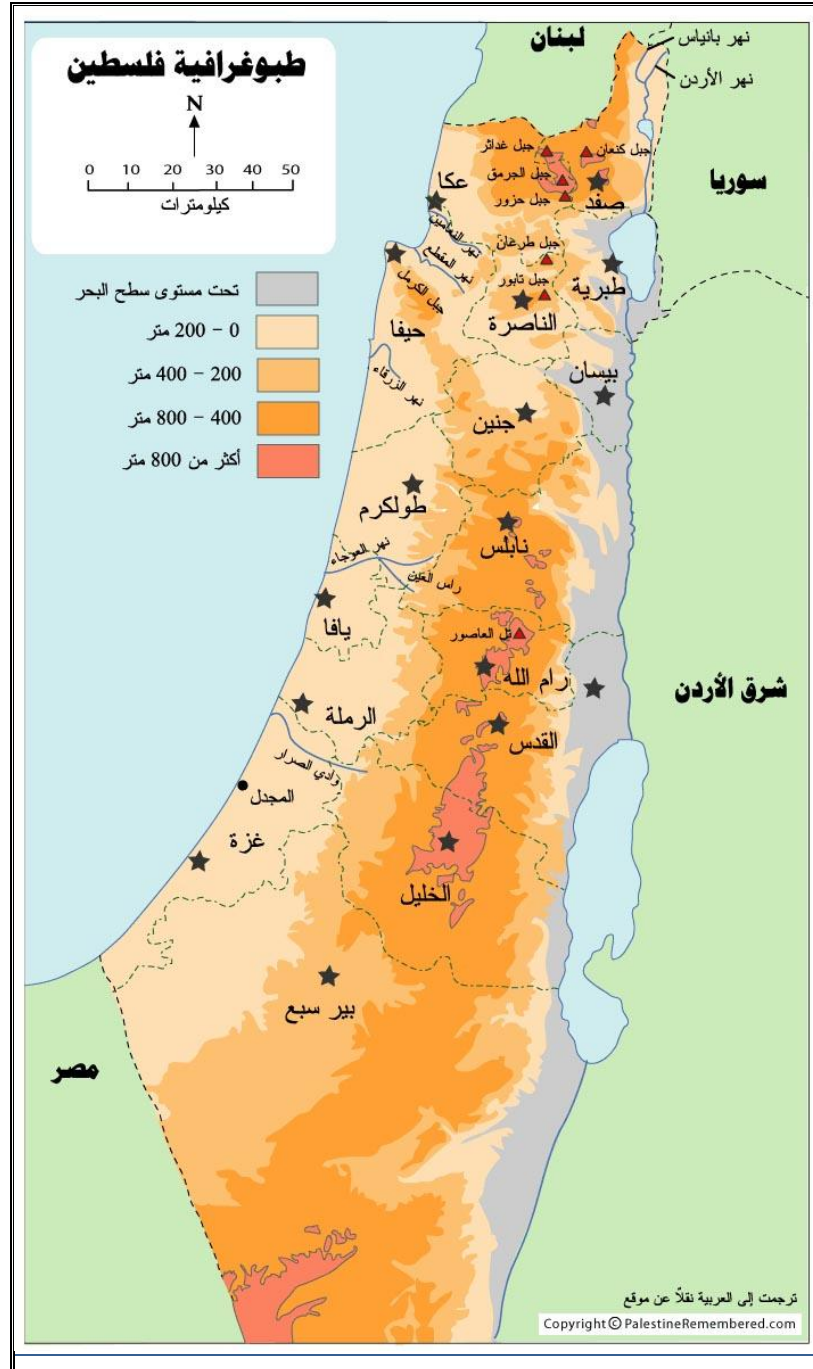 طبوغرافية فلسطين
N
0 10 20 30 40 50
كيلومترات
تحت مستوى سطح البحر
0 – 200 متر
200 – 400 متر
400 – 800 متر
أكثر من 800 متر
لبنان
نهر بانياس
نهر الأردن
سوريا
جبل غداثر
جبل كنعان
جبل الجرمق
جبل حزور
صفد
عكا
نهر النعامين
نهر المقطع
جبل طرعان
جبل تابور
طبرية
الناصرة
جبل الكرمل
حيفا
نهر الزرقاء
بيسان
جنين
طولكرم
نابلس
نهر العوجاء
راس العين
يافا
تل العاصور
رام الله
شرق الأردن
الرملة
القدس
وادي الصرار
المجدل
غزة
الخليل
بير سبع
مصر
ترجمت إلى العربية نقلاً عن موقع
Copyright © PalestineRemembered.com